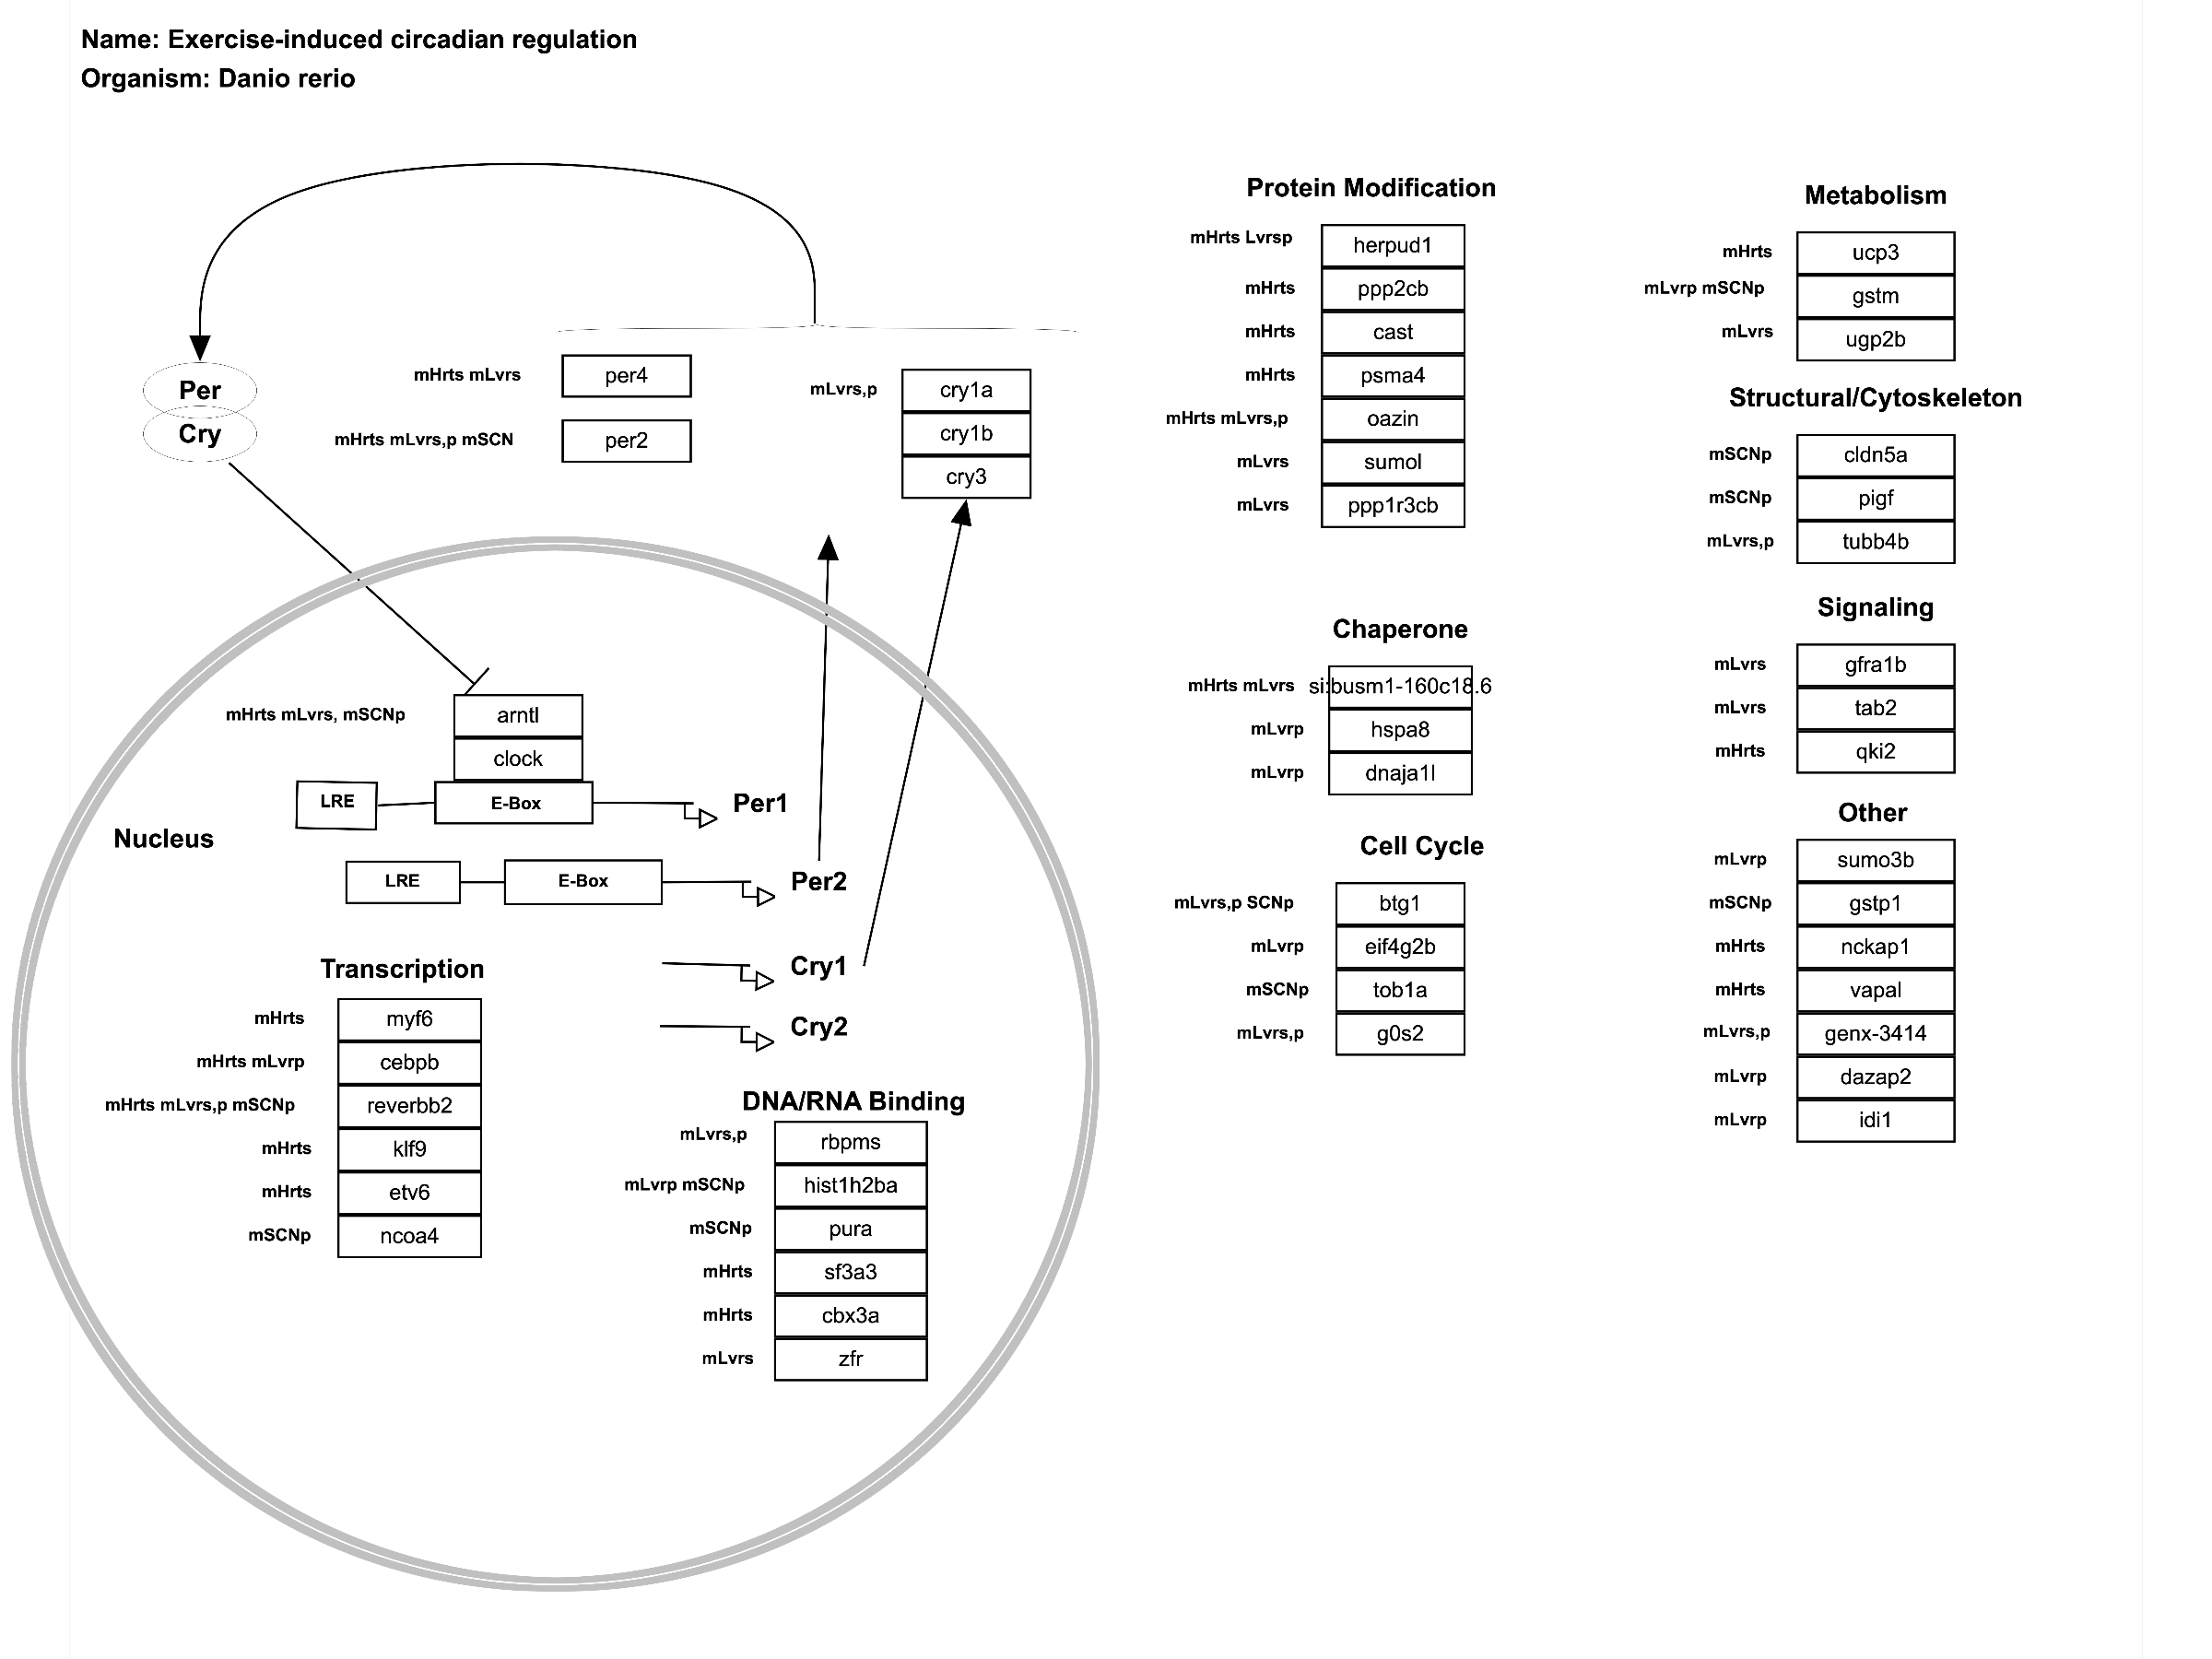 Name: Exercise-induced circadian regulation
Organism: Danio rerio
Per
Cry
mHrts mLvrs
per4
mHrts mLvrs,p mSCN
per2
mLvrs,p
cry1a
cry1b
cry3
mHrts mLvrs, mSCNp
arntl
clock
LRE
E-Box
Per1
Nucleus
LRE
E-Box
Per2
Cry1
Cry2
Transcription
mHrts
myf6
mHrts mLvrp
cebpb
mHrts mLvrs,p mSCNp
reverbb2
mHrts
klf9
mHrts
etv6
mSCNp
ncoa4
DNA/RNA Binding
mLvrs,p
rbpms
mLvrp mSCNp
hist1h2ba
mSCNp
pura
mHrts
sf3a3
mHrts
cbx3a
mLvrs
zfr
Protein Modification
mHrts Lvrsp
herpud1
mHrts
ppp2cb
mHrts
cast
mHrts
psma4
mHrts mLvrs,p
oazin
mLvrs
sumol
mLvrs
ppp1r3cb
Chaperone
mHrts mLvrs
si:busm1-160c18.6
mLvrp
hspa8
mLvrp
dnaja1l
Cell Cycle
mLvrs,p SCNp
btg1
mLvrp
eif4g2b
mSCNp
tob1a
mLvrs,p
g0s2
Metabolism
mHrts
ucp3
mLvrp mSCNp
gstm
mLvrs
ugp2b
Structural/Cytoskeleton
mSCNp
cldn5a
mSCNp
pigf
mLvrs,p
tubb4b
Signaling
mLvrs
gfra1b
mLvrs
tab2
mHrts
qki2
Other
mLvrp
sumo3b
mSCNp
gstp1
mHrts
nckap1
mHrts
vapal
mLvrs,p
genx-3414
mLvrp
dazap2
mLvrp
idi1